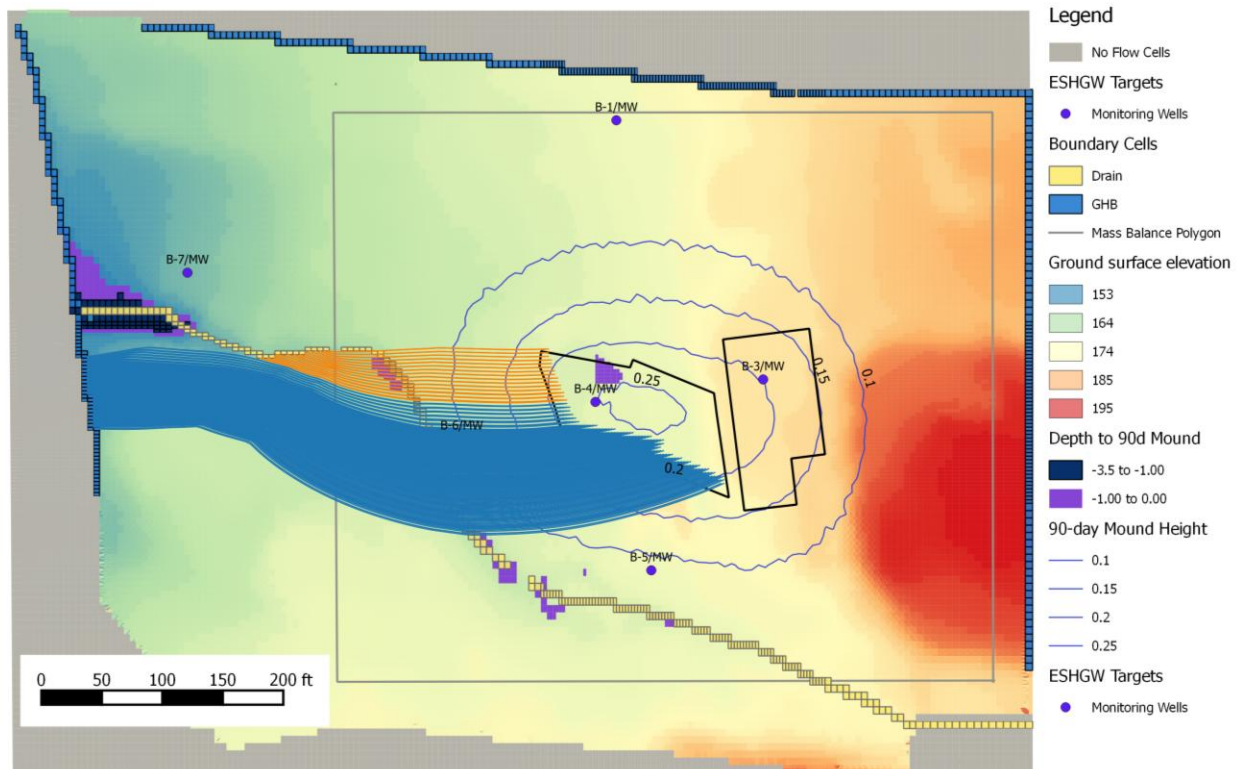 B-1/MW
B-7/MW
B-3/MW
0.15
0.1
0.25
B-4/MW
B-6/MW
0.2
B-5/MW
0 50 100 150 200 ft
Legend
No Flow Cells
ESHGW Targets
Monitoring Wells
Boundary Cells
Drain
GHB
Mass Balance Polygon
Ground surface elevation
153
164
174
185
195
Depth to 90d Mound
-3.5 to -1.00
-1.00 to 0.00
90-day Mound Height
0.1
0.15
0.2
0.25
ESHGW Targets
Monitoring Wells